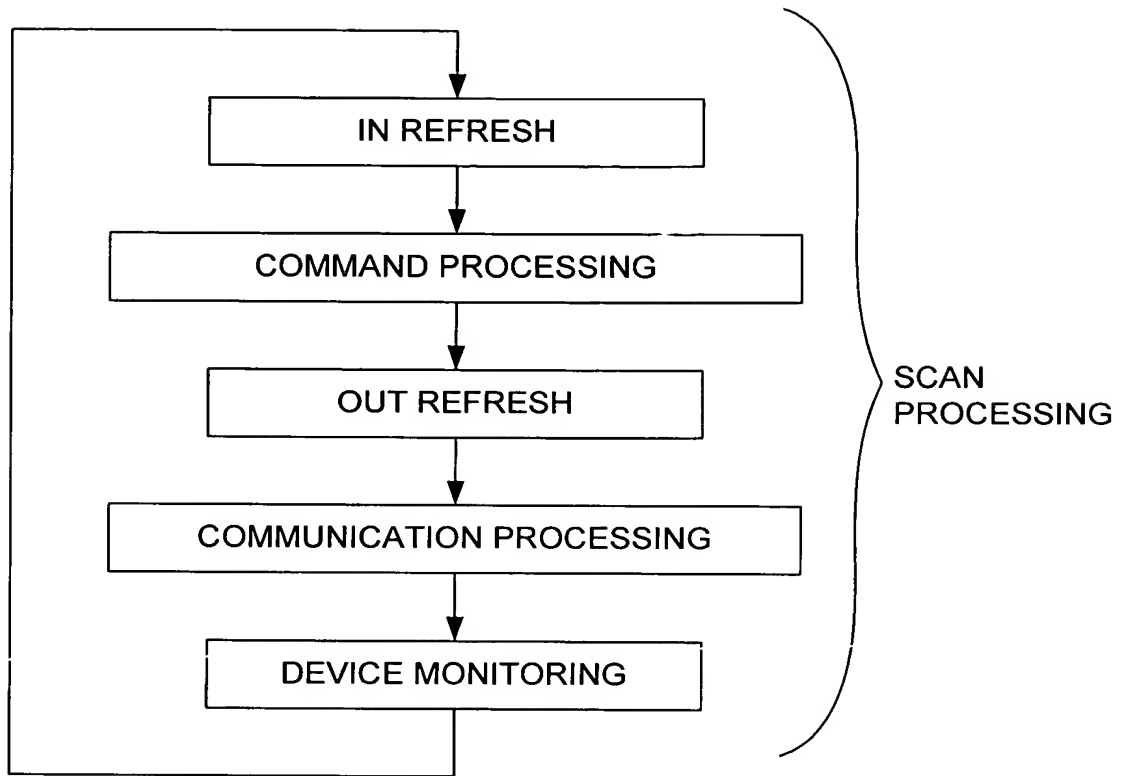 IN REFRESH
COMMAND PROCESSING
OUT REFRESH
COMMUNICATION PROCESSING
DEVICE MONITORING
SCAN
PROCESSING